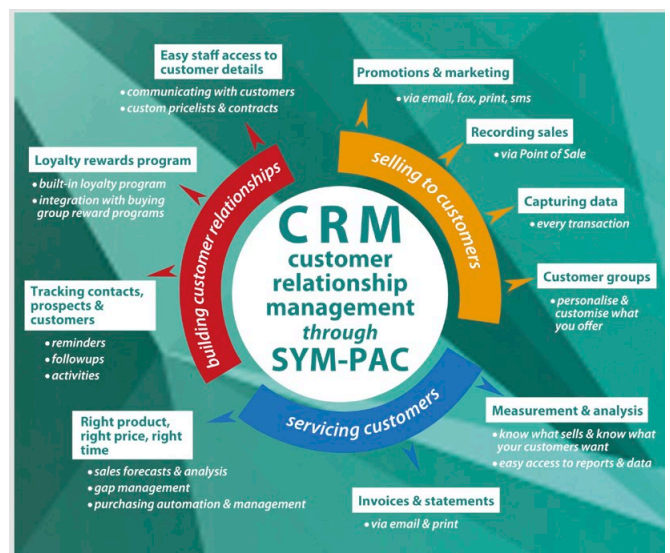 Easy staff access to
customer details
• communicating with customers
• custom pricelists & contracts
Loyalty rewards program
• built-in loyalty program
• integration with buying
group reward programs
Tracking contacts,
prospects &
customers
• reminders
• followups
• activities
building customer relationships
CRM
customer
relationship
management
through
SYM-PAC
selling to customers
Promotions & marketing
• via email, fax, print, sms
Recording sales
• via Point of Sale
Capturing data
• every transaction
Customer groups
• personalise &
customise what
you offer
servicing customers
Measurement & analysis
• know what sells & know what
your customers want
• easy access to reports & data
Invoices & statements
• via email & print
Right product,
right price, right
time
• sales forecasts & analysis
• gap management
• purchasing automation & management